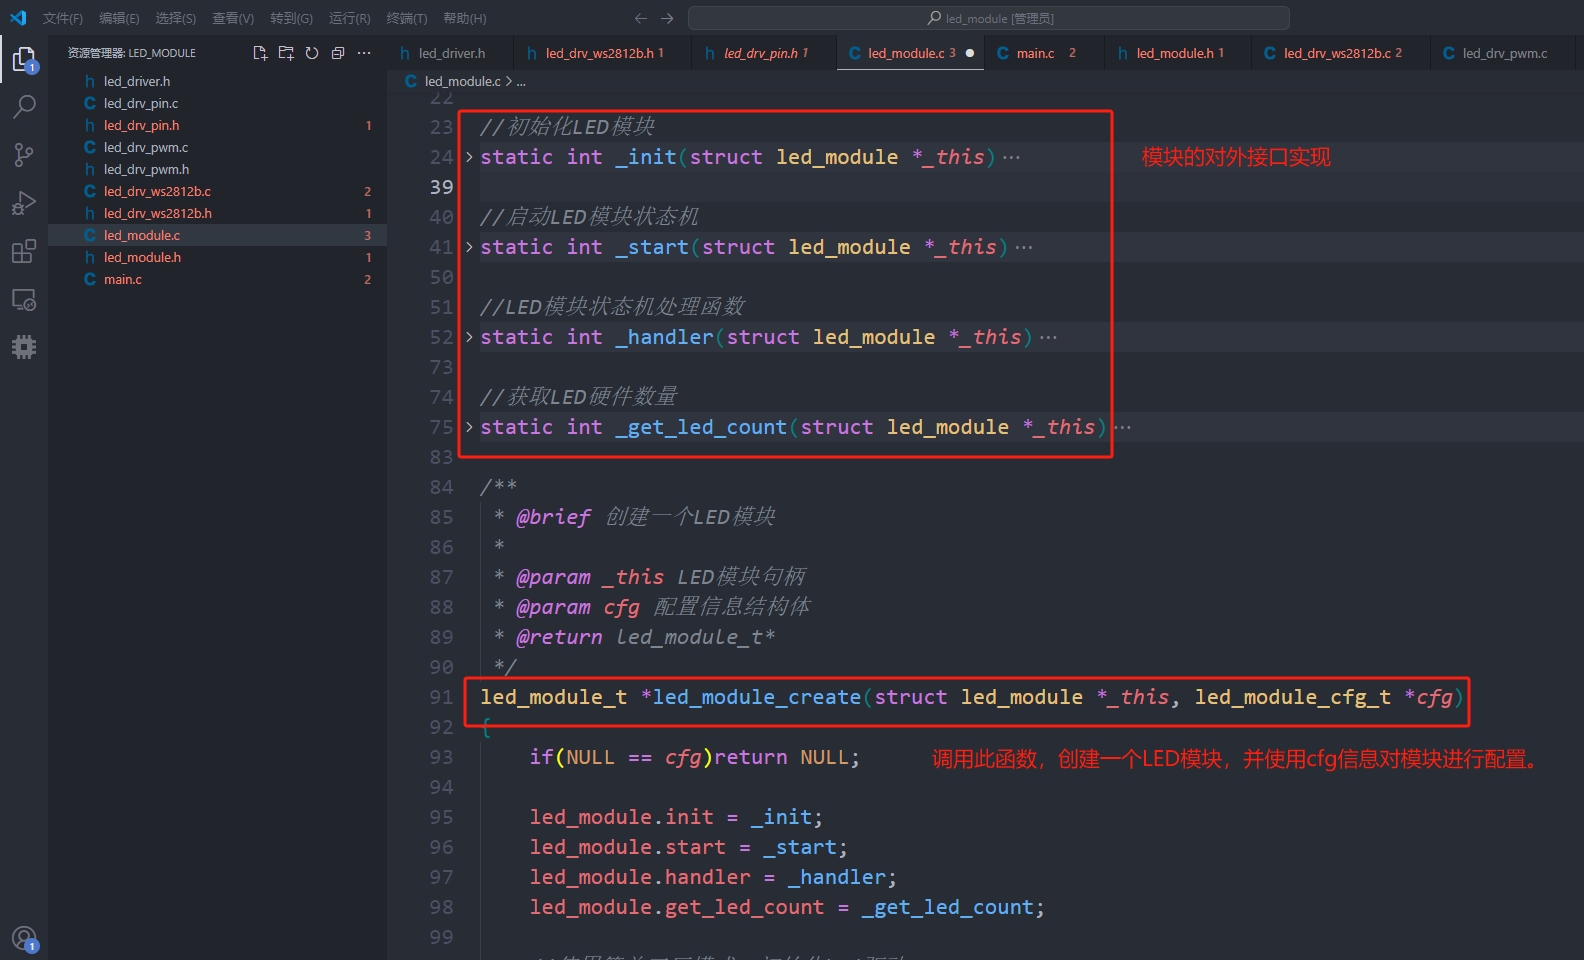 文件(F) 编辑(E) 选择(S) 查看(V) 转到(G) 运行(R) 终端(T) 帮助(H) led_module [管理员]
资源管理器: LED_MODULE
led_driver.h
led_drv_pin.c
led_drv_pin.h 1
led_drv_pwm.c
led_drv_pwm.h
led_drv_ws2812b.c 2
led_drv_ws2812b.h 1
led_module.c 3
led_module.h 1
main.c 2
1
1
led_driver.h led_drv_ws2812b.h 1 led_drv_pin.h 1 led_module.c 3 main.c 2 led_module.h 1 led_drv_ws2812b.c 2 led_drv_pwm.c
led_module.c > ...
22
23 //初始化LED模块
24 static int _init(struct led_module *_this)… 模块的对外接口实现
39
40 //启动LED模块状态机
41 static int _start(struct led_module *_this)…
50
51 //LED模块状态机处理函数
52 static int _handler(struct led_module *_this)…
73
74 //获取LED硬件数量
75 static int _get_led_count(struct led_module *_this)…
83
84 /**
85 * @brief 创建一个LED模块
86 *
87 * @param _this LED模块句柄
88 * @param cfg 配置信息结构体
89 * @return led_module_t*
90 */
91 led_module_t *led_module_create(struct led_module *_this, led_module_cfg_t *cfg)
92 {
93 if(NULL == cfg)return NULL; 调用此函数，创建一个LED模块，并使用cfg信息对模块进行配置。
94
95 led_module.init = _init;
96 led_module.start = _start;
97 led_module.handler = _handler;
98 led_module.get_led_count = _get_led_count;
99